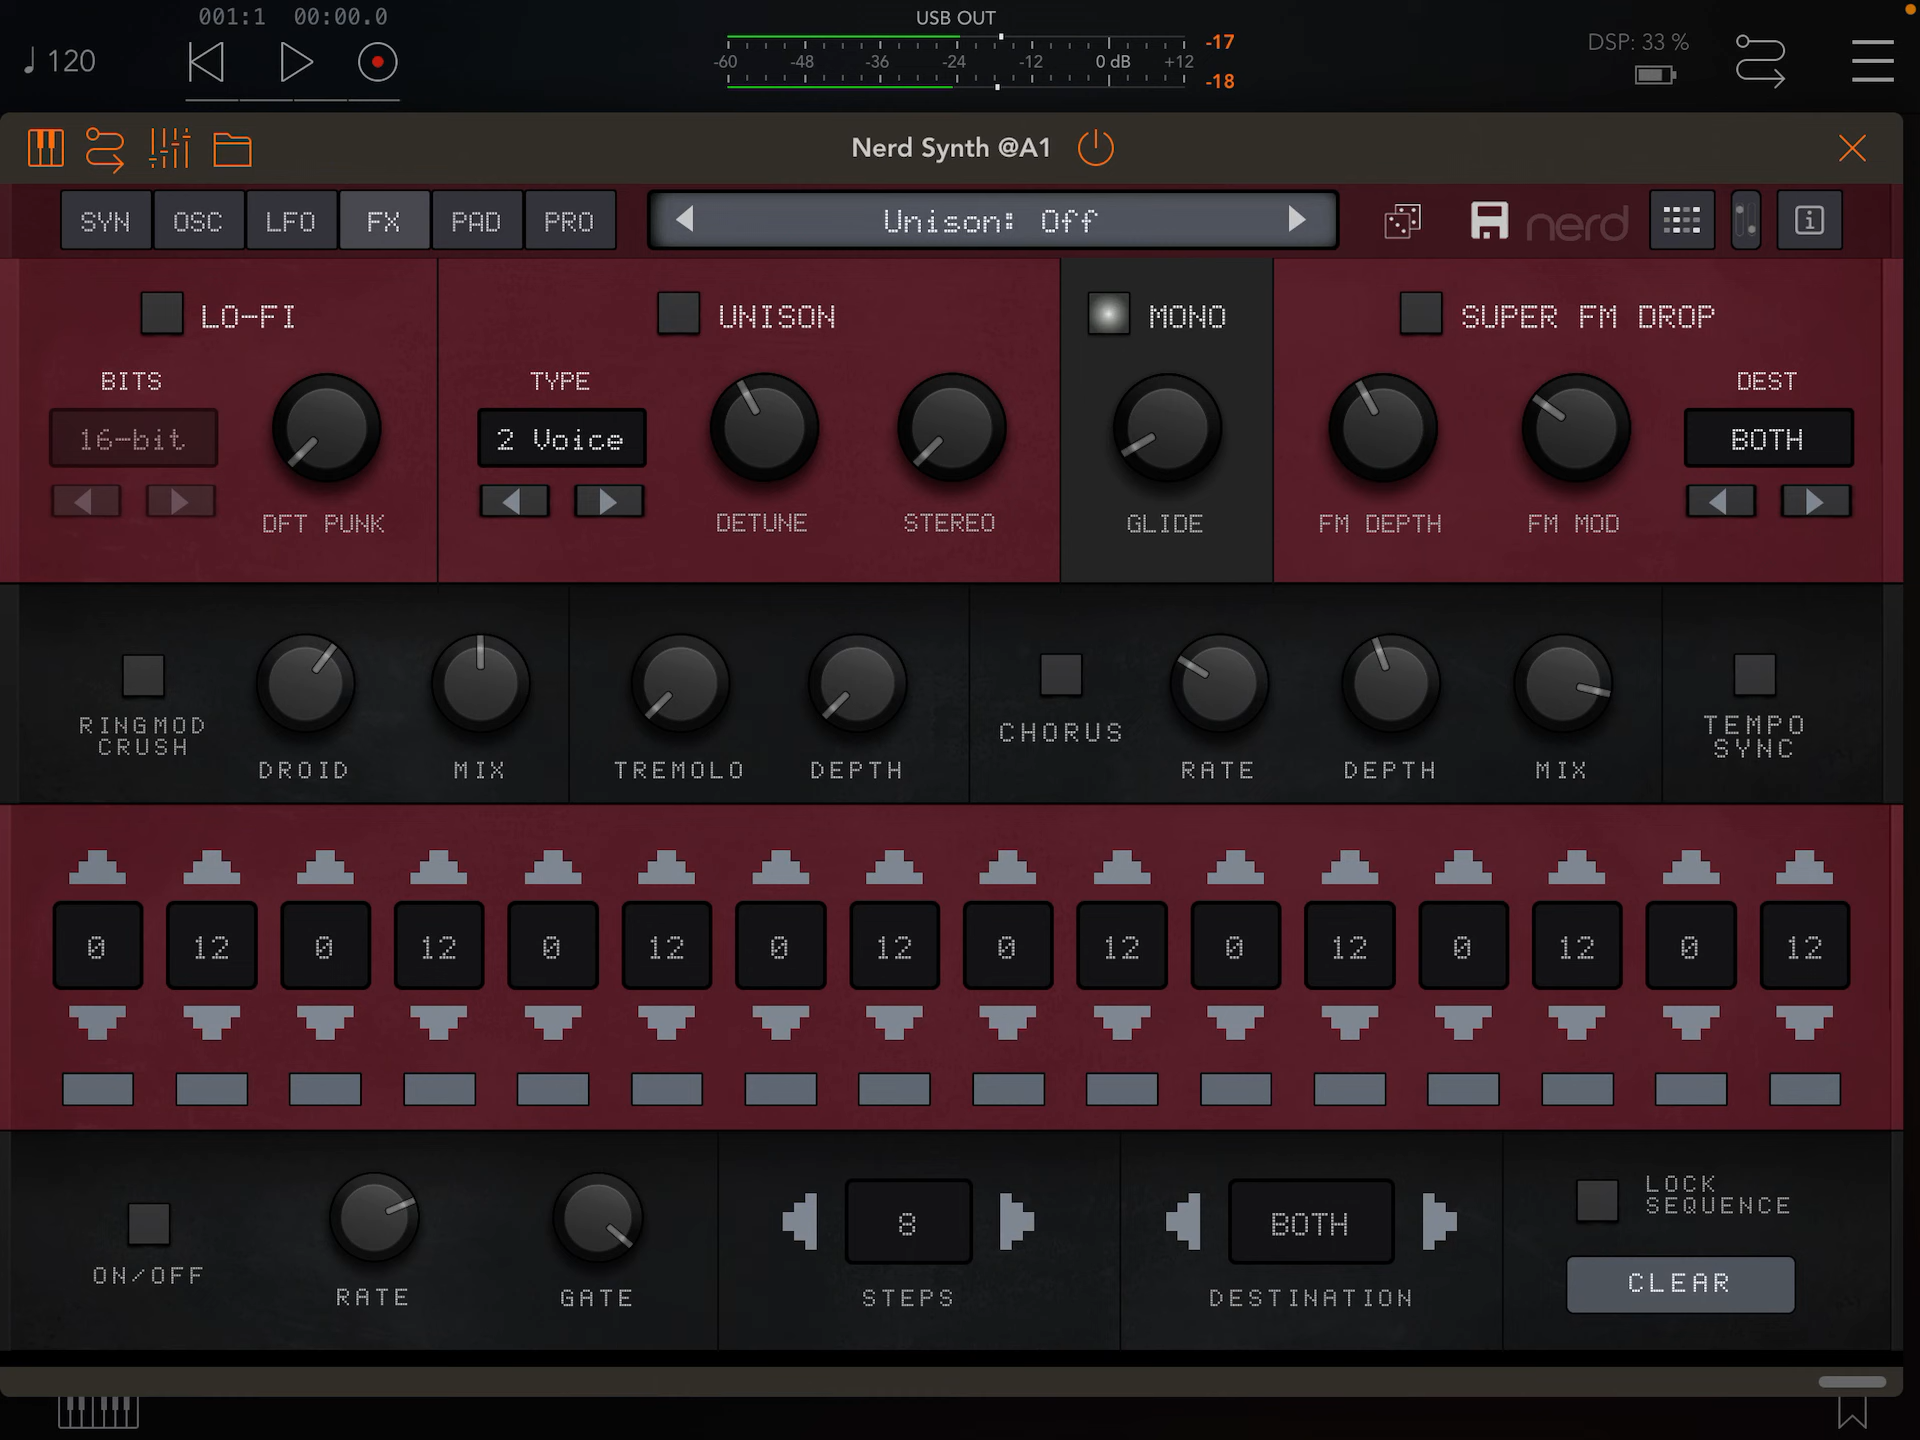 001:1 00:00.0
USB OUT
♩ 120
-60 -48 -36 -24 -12 0 dB +12
-17
-18
DSP: 33 %
Nerd Synth @A1
SYN OSC LFO FX PAD PRO
Unison: Off
nerd
LO-FI
UNISON
MONO
SUPER FM DROP
BITS
TYPE
DEST
16-bit
2 Voice
BOTH
DFT PUNK
DETUNE
STEREO
GLIDE
FM DEPTH
FM MOD
RINGMOD
CRUSH
DROID
MIX
TREMOLO
DEPTH
CHORUS
RATE
DEPTH
MIX
TEMPO
SYNC
0 12 0 12 0 12 0 12 0 12 0 12 0 12 0 12
ON/OFF
RATE
GATE
8
STEPS
BOTH
DESTINATION
LOCK
SEQUENCE
CLEAR